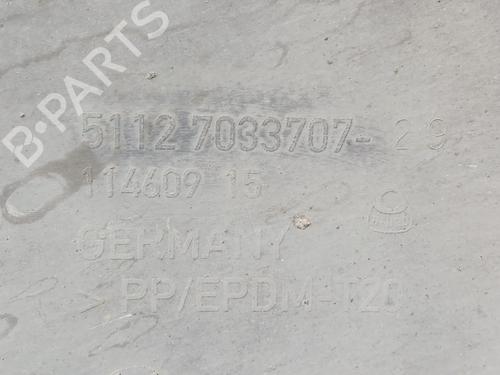 B-PARTS
5112 7033707- 29
114609 15
GERMANY
PP/EPDM-T20